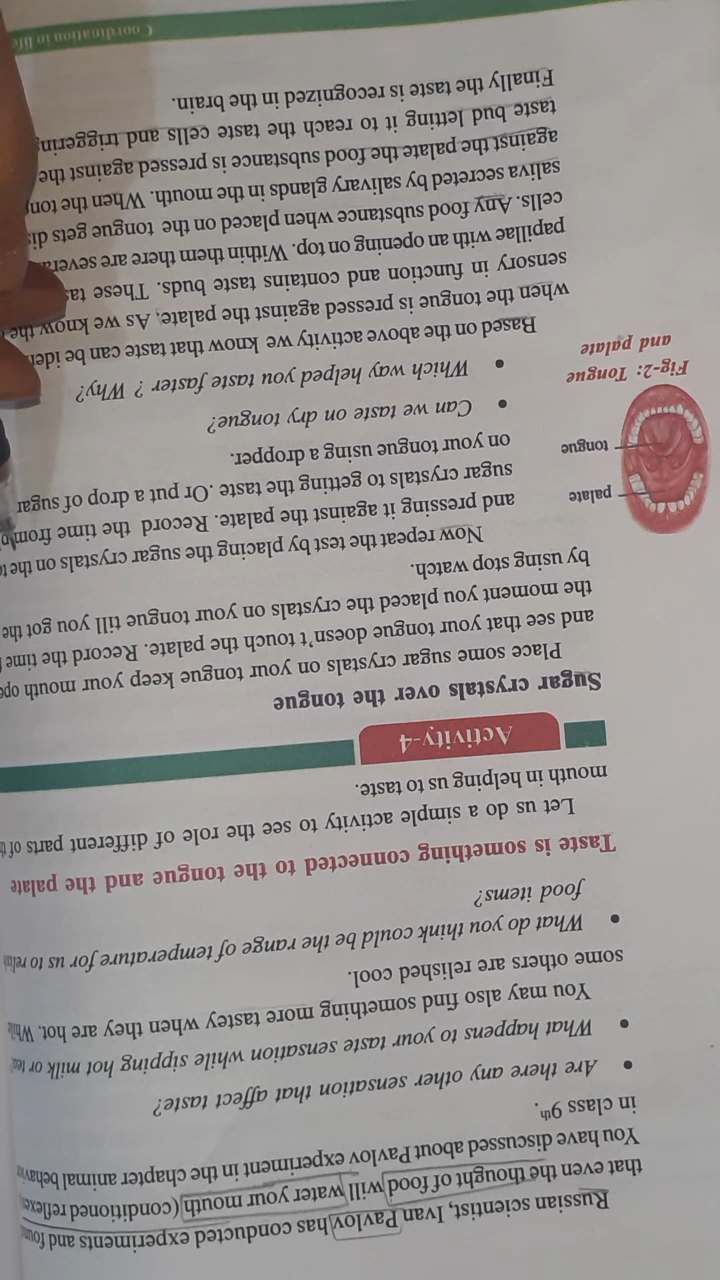 Russian scientist, Ivan Pavlov has conducted experiments and
that even the thought of food will water your mouth (conditioned reflex
You have discussed about Pavlov experiment in the chapter animal
in class 9th.
• Are there any other sensation that affect taste?
• What happens to your taste sensation while sipping hot milk or
You may also find something more tastey when they are hot. While
some others are relished cool.
• What do you think could be the range of temperature for us to
food items?
Taste is something connected to the tongue and the palate
Let us do a simple activity to see the role of different parts of
mouth in helping us to taste.
Activity-4
Sugar crystals over the tongue
Place some sugar crystals on your tongue keep your mouth
and see that your tongue doesn't touch the palate. Record the time
the moment you placed the crystals on your tongue till you got the
by using stop watch.
Now repeat the test by placing the sugar crystals on the
and pressing it against the palate. Record the time from
sugar crystals to getting the taste .Or put a drop of sugar
on your tongue using a dropper.
• Can we taste on dry tongue?
• Which way helped you taste faster ? Why?
palate
tongue
Fig-2: Tongue
and palate
Based on the above activity we know that taste can be
when the tongue is pressed against the palate. As we know the
sensory in function and contains taste buds. These
papillae with an opening on top. Within them there are
cells. Any food substance when placed on the tongue gets
saliva secreted by salivary glands in the mouth. When the
against the palate the food substance is pressed against the
taste bud letting it to reach the taste cells and triggering
Finally the taste is recognized in the brain.
Coordination in